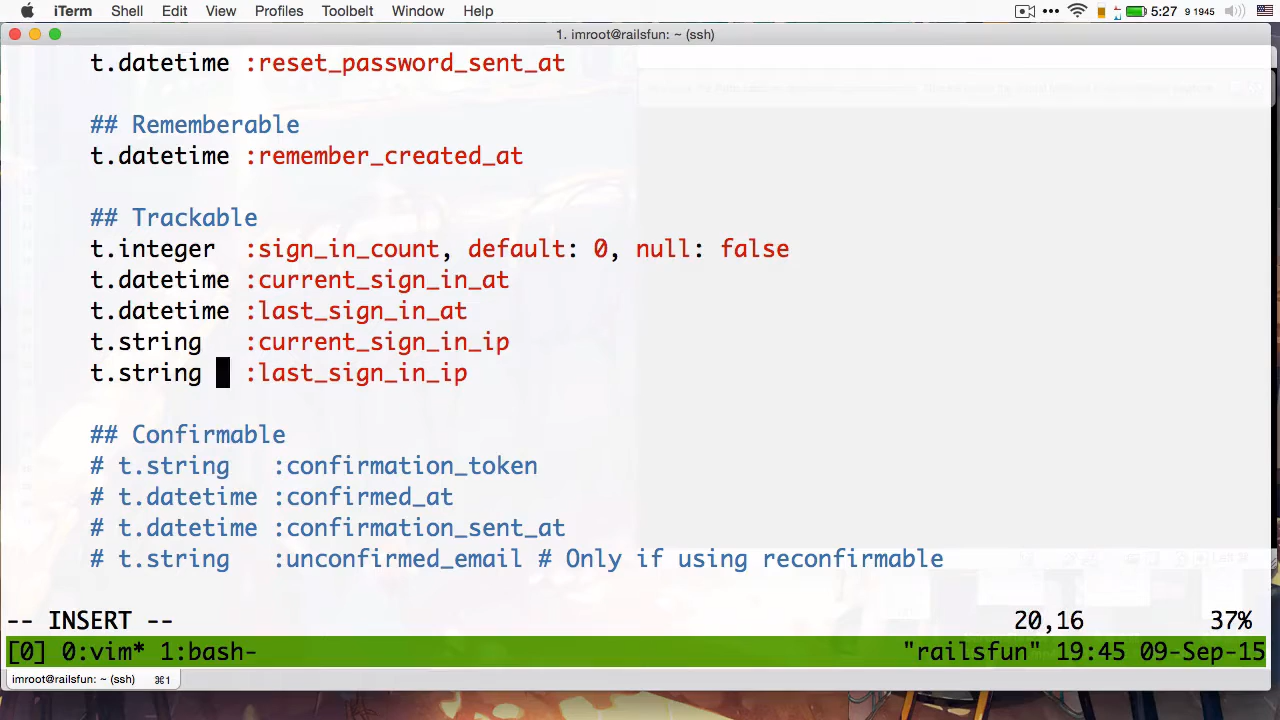 iTerm Shell Edit View Profiles Toolbelt Window Help 5:27 9 1945
1. imroot@railsfun: ~ (ssh)
t.datetime :reset_password_sent_at
## Rememberable
t.datetime :remember_created_at
## Trackable
t.integer :sign_in_count, default: 0, null: false
t.datetime :current_sign_in_at
t.datetime :last_sign_in_at
t.string :current_sign_in_ip
t.string :last_sign_in_ip
## Confirmable
# t.string :confirmation_token
# t.datetime :confirmed_at
# t.datetime :confirmation_sent_at
# t.string :unconfirmed_email # Only if using reconfirmable
-- INSERT -- 20,16 37%
[0] 0:vim* 1:bash- "railsfun" 19:45 09-Sep-15
imroot@railsfun: ~ (ssh) ⌘1